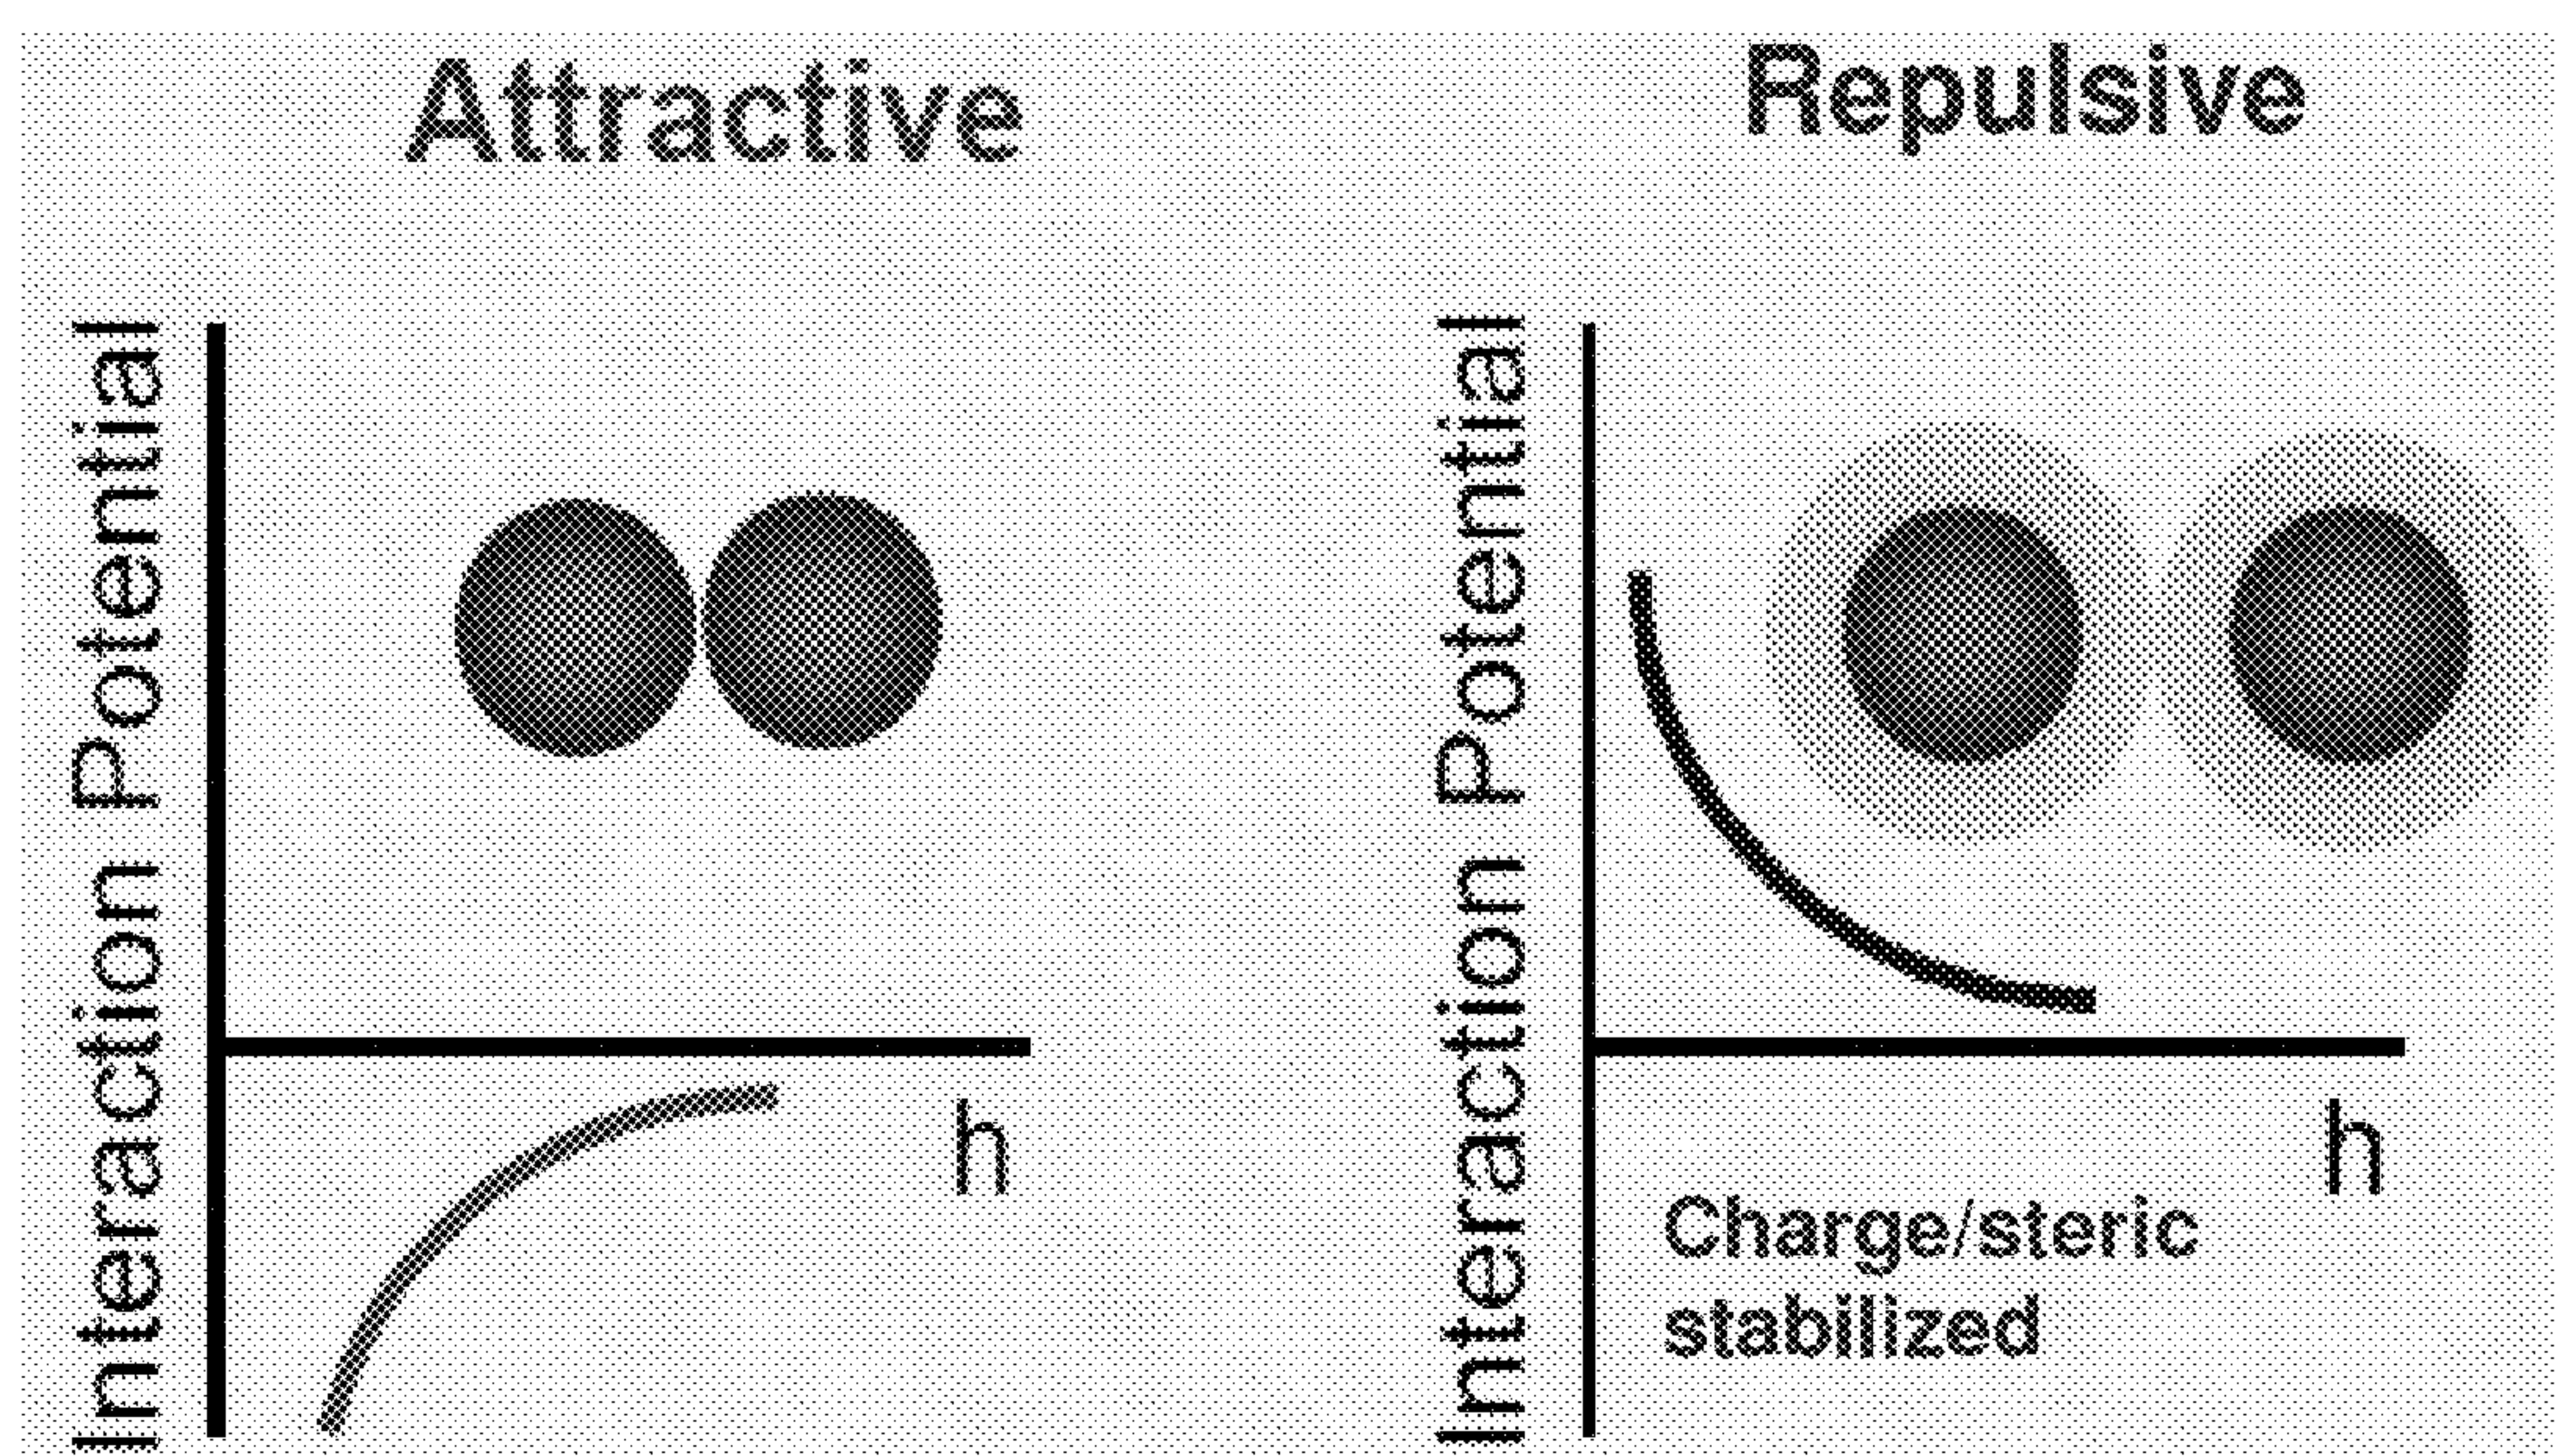 Attractive
Interaction Potential
h
Repulsive
Interaction Potential
h
Charge/steric
stabilized